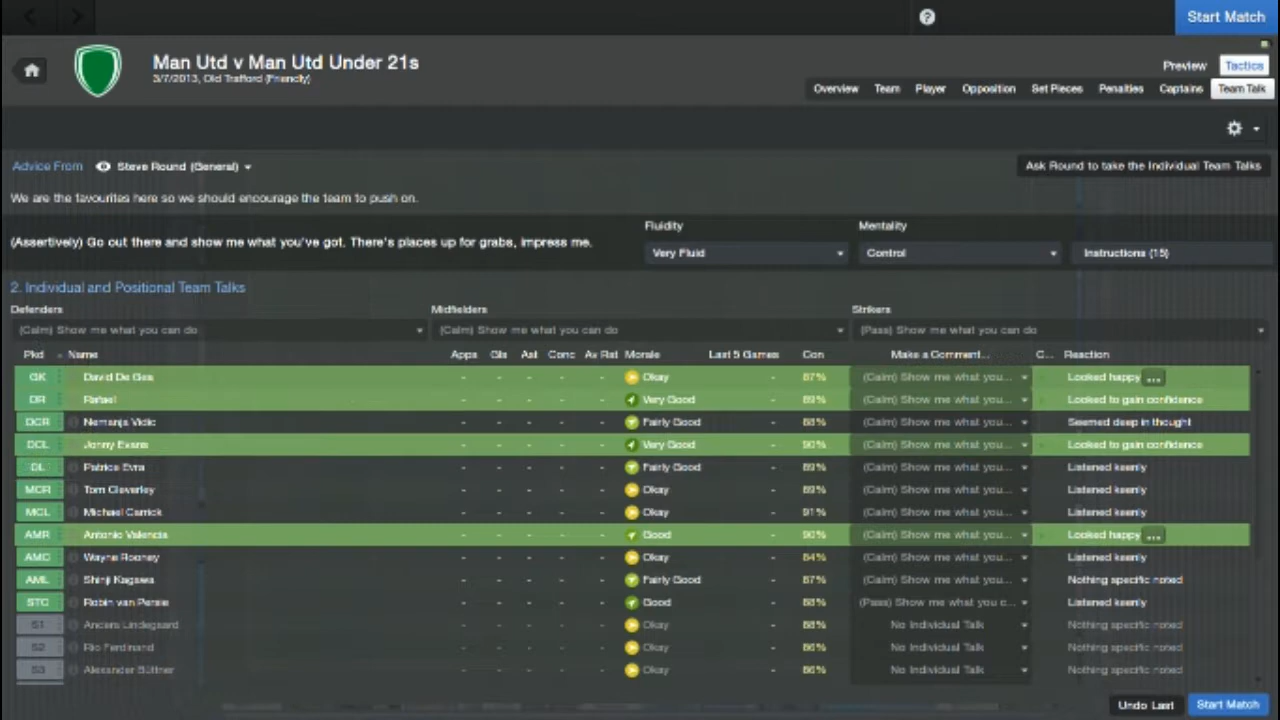 Start Match
Man Utd v Man Utd Under 21s
3/7/2013, Old Trafford (Friendly)
Preview Tactics
Overview Team Player Opposition Set Pieces Penalties Captains Team Talk
Advice From Steve Round (General) Ask Round to take the Individual Team Talks
We are the favourites here so we should encourage the team to push on.
Fluidity Mentality
(Assertively) Go out there and show me what you've got. There's places up for grabs, impress me. Very Fluid Control Instructions (15)
2. Individual and Positional Team Talks
Defenders Midfielders Strikers
(Calm) Show me what you can do (Calm) Show me what you can do (Pass) Show me what you can do
Pkd Name Apps Gls Ast Conc Av Rat Morale Last 5 Games Con Make a Comment... C... Reaction
GK David De Gea - - - - - Okay - 87% (Calm) Show me what you... Looked happy ...
DR Rafael - - - - - Very Good - 89% (Calm) Show me what you... Looked to gain confidence
DCR Nemanja Vidic - - - - - Fairly Good - 88% (Calm) Show me what you... Seemed deep in thought
DCL Jonny Evans - - - - - Very Good - 90% (Calm) Show me what you... Looked to gain confidence
DL Patrice Evra - - - - - Fairly Good - 89% (Calm) Show me what you... Listened keenly
MCR Tom Cleverley - - - - - Okay - 89% (Calm) Show me what you... Listened keenly
MCL Michael Carrick - - - - - Okay - 91% (Calm) Show me what you... Listened keenly
AMR Antonio Valencia - - - - - Good - 90% (Calm) Show me what you... Looked happy ...
AMC Wayne Rooney - - - - - Okay - 84% (Calm) Show me what you... Listened keenly
AML Shinji Kagawa - - - - - Fairly Good - 87% (Calm) Show me what you... Nothing specific noted
STC Robin van Persie - - - - - Good - 88% (Pass) Show me what you c... Listened keenly
S1 Anders Lindegaard - - - - - Okay - 88% No Individual Talk Nothing specific noted
S2 Rio Ferdinand - - - - - Okay - 86% No Individual Talk Nothing specific noted
S3 Alexander Büttner - - - - - Okay - 86% No Individual Talk Nothing specific noted
Undo Last Start Match